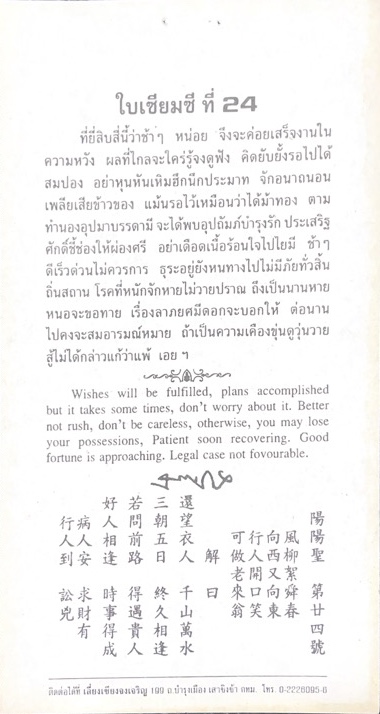 ใบเซียมซี ที่ 24
ที่ยี่สิบสี่นี้ว่าช้าๆ หน่อย จึงจะค่อยเสร็จงานใน
ความหวัง ผลที่ไกลจะใคร่รู้จงดูฟัง คิดยับยั้งรอไปได้
สมปอง อย่าหุนหันเหิมฮึกนึกประมาท จักอนาถนอน
เพลียเสียข้าวของ แม้นรอไว้เหมือนว่าได้ม้าทอง ตาม
ทำนองอุปมาบรรดามี จะได้พบอุปถัมภ์บำรุงรัก ประเสริฐ
ศักดิ์ชี้ช่องให้ผ่องศรี อย่าเดือดเนื้อร้อนใจไปไยมี ช้าๆ
ดีเร็วด่วนไม่ควรการ ธุระอยู่ยังหนทางไปไม่มีภัยทั่วสิ้น
ถิ่นสถาน โรคที่หนักจักหายไม่วายปราณ ถึงเป็นนานหาย
หนอจะขอทาย เรื่องลาภยศมีดอกจะบอกให้ ต่อนาน
ไปคงจะสมอารมณ์หมาย ถ้าเป็นความเคืองขุ่นดูวุ่นวาย
สู้ไม่ได้กล่าวแก้ว่าแพ้ เอย ฯ
Wishes will be fulfilled, plans accomplished
but it takes some times, don't worry about it. Better
not rush, don't be careless, otherwise, you may lose
your possessions, Patient soon recovering. Good
fortune is approaching. Legal case not fovourable.
陽陽聖 第廿四號
風柳絮舜春
向西又向東
行人開口笑
可做老來翁
解曰
還望衣人 千山萬水
三朝五日 終久相逢
若問前路 得遇貴人
好人相逢 時事得成
病人安 求財有
行人到 訟兇
ติดต่อได้ที่ เลี่ยงเซียงจงเจริญ 199 ถ.บำรุงเมือง เสาชิงช้า กทม. โทร. 0-2226095-6